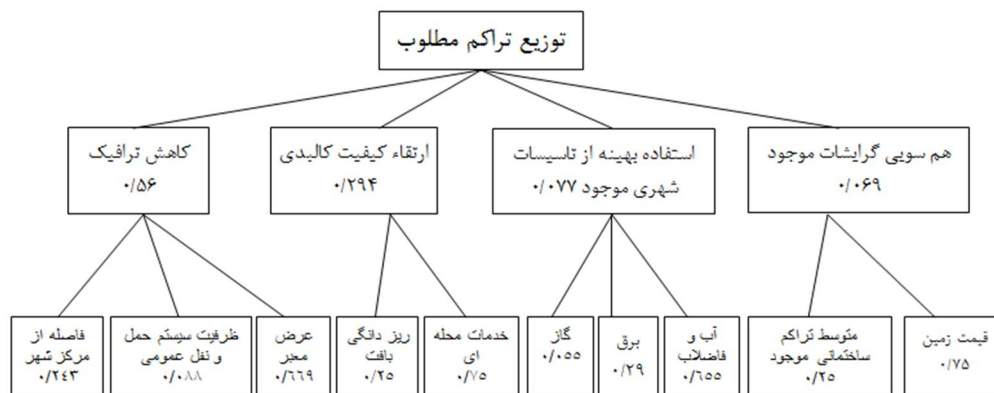 توزیع تراکم مطلوب
هم سویی گرایشات موجود
۰/۰۶۹
استفاده بهینه از تاسیسات
شهری موجود ۰/۰۷۷
ارتقاء کیفیت کالبدی
۰/۲۹۴
کاهش ترافیک
۰/۵۶
قیمت زمین
۰/۷۵
متوسط تراکم
ساختمانی موجود
۰/۲۵
آب و
فاضلاب
۰/۶۵۵
برق
۰/۲۹
گاز
۰/۰۵۵
خدمات محله
ای
۰/۷۵
ریز دانگی
بافت
۰/۲۵
عرض
معبر
۰/۶۶۹
ظرفیت سیستم حمل
و نقل عمومی
۰/۰۸۸
فاصله از
مرکز شهر
۰/۲۴۳